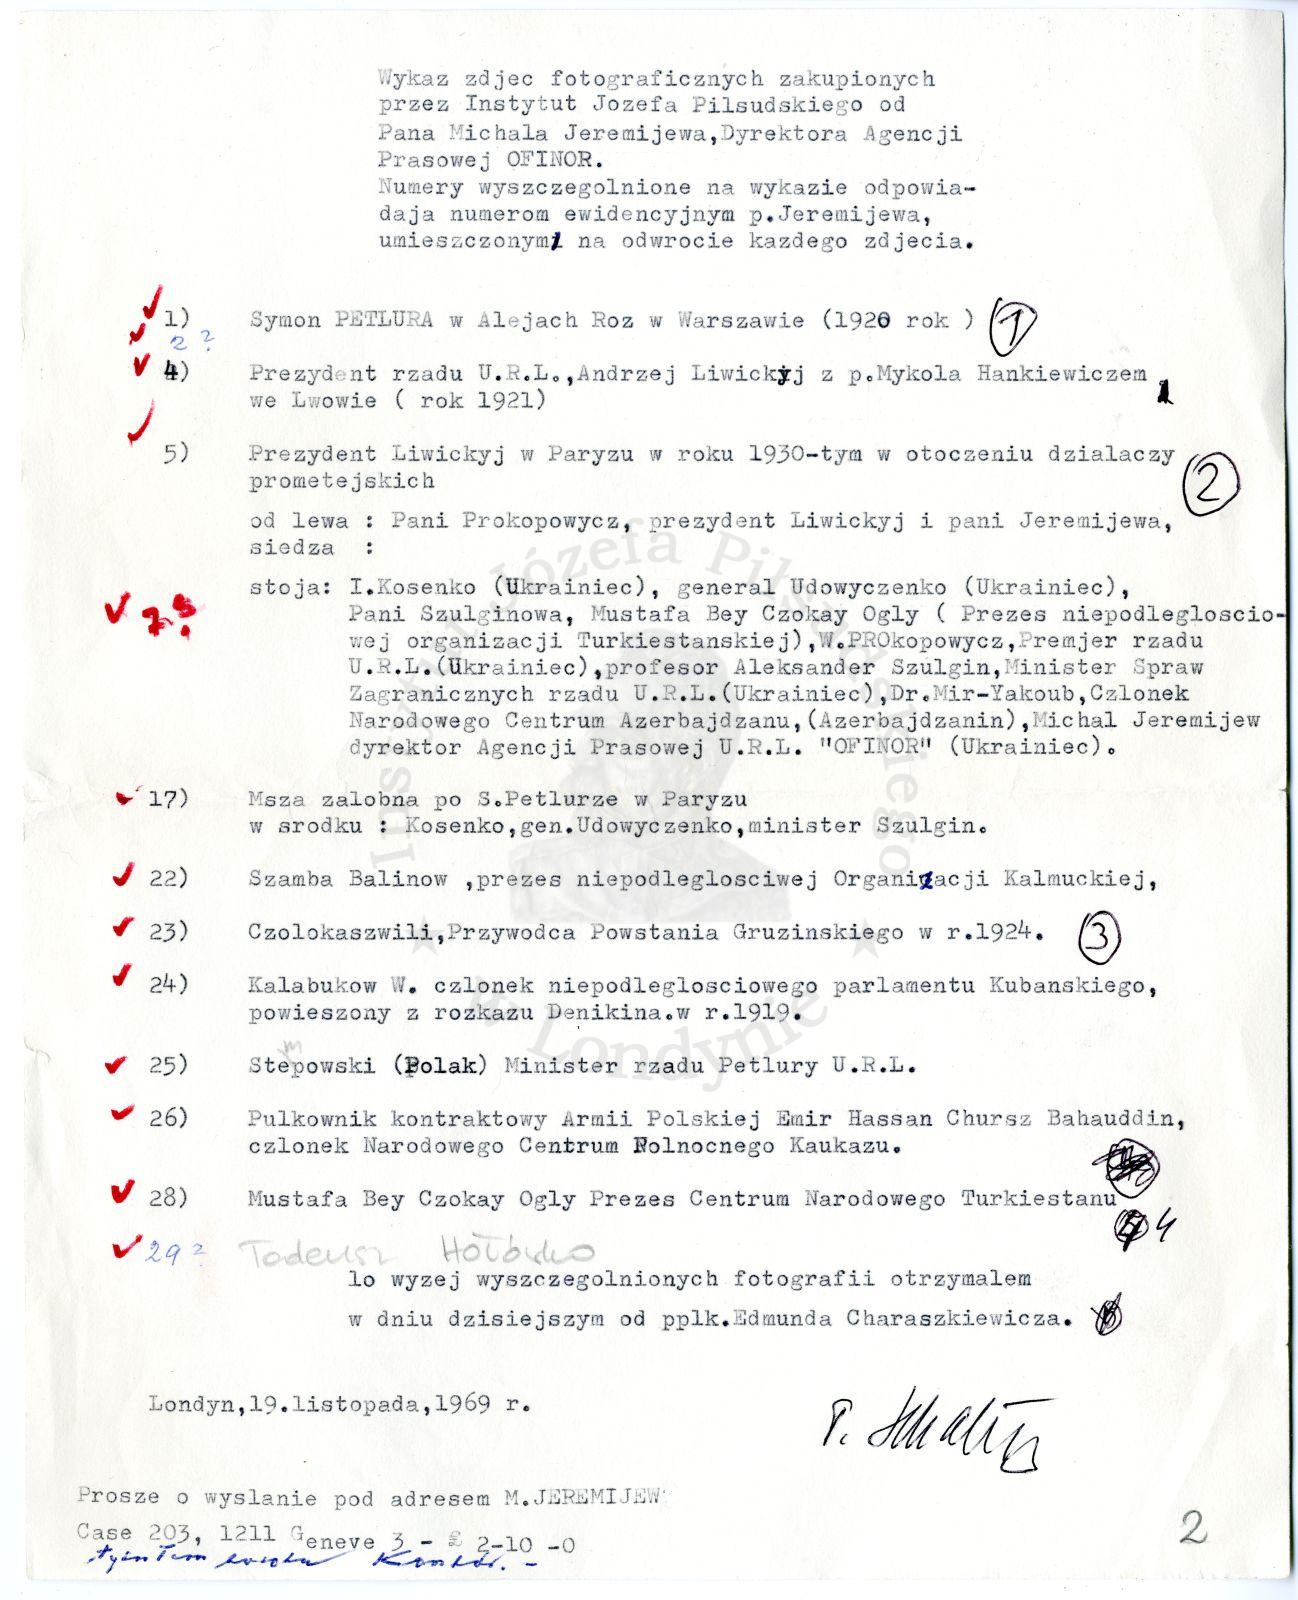 Wykaz zdjec fotograficznych zakupionych
przez Instytut Jozefa Pilsudskiego od
Pana Michala Jeremijewa,Dyrektora Agencji
Prasowej OFINOR.
Numery wyszczegolnione na wykazie odpowia-
daja numerom ewidencyjnym p.Jeremijewa,
umieszczonymi na odwrocie kazdego zdjecia.
1) Symon PETLURA w Alejach Roz w Warszawie (1920 rok ) 1
2 ?
4) Prezydent rzadu U.R.L.,Andrzej Liwickyj z p.Mykola Hankiewiczem
we Lwowie ( rok 1921)
5) Prezydent Liwickyj w Paryzu w roku 1930-tym w otoczeniu dzialaczy 2
prometejskich
od lewa : Pani Prokopowycz, prezydent Liwickyj i pani Jeremijewa,
siedza :
stoja: I.Kosenko (Ukrainiec), general Udowyczenko (Ukrainiec),
Pani Szulginowa, Mustafa Bey Czokay Ogly ( Prezes niepodlegloscio-
wej organizacji Turkiestanskiej),W.PROkopowycz,Premjer rzadu
U.R.L.(Ukrainiec),profesor Aleksander Szulgin,Minister Spraw
Zagranicznych rzadu U.R.L.(Ukrainiec),Dr.Mir-Yakoub,Czlonek
Narodowego Centrum Azerbajdzanu,(Azerbajdzanin),Michal Jeremijew
dyrektor Agencji Prasowej U.R.L. "OFINOR" (Ukrainiec).
17) Msza zalobna po S.Petlurze w Paryzu
w srodku : Kosenko,gen.Udowyczenko,minister Szulgin.
22) Szamba Balinow ,prezes niepodleglosciwej Organizacji Kalmuckiej,
23) Czolokaszwili,Przywodca Powstania Gruzinskiego w r.1924. 3
24) Kalabukow W. czlonek niepodleglosciowego parlamentu Kubanskiego,
powieszony z rozkazu Denikina.w r.1919.
m
25) Stepowski (Polak) Minister rzadu Petlury U.R.L.
26) Pulkownik kontraktowy Armii Polskiej Emir Hassan Chursz Bahauddin,
czlonek Narodowego Centrum Polnocnego Kaukazu.
28) Mustafa Bey Czokay Ogly Prezes Centrum Narodowego Turkiestanu
4
29 ? Tadeusz Hołówko
lo wyzej wyszczegolnionych fotografii otrzymalem
w dniu dzisiejszym od pplk.Edmunda Charaszkiewicza.
Londyn,19.listopada,1969 r.
Prosze o wyslanie pod adresem M.JEREMIJEW
Case 203, 1211 Geneve 3 - £ 2-10 -0
2
Instytut Józefa Piłsudskiego
w Londynie